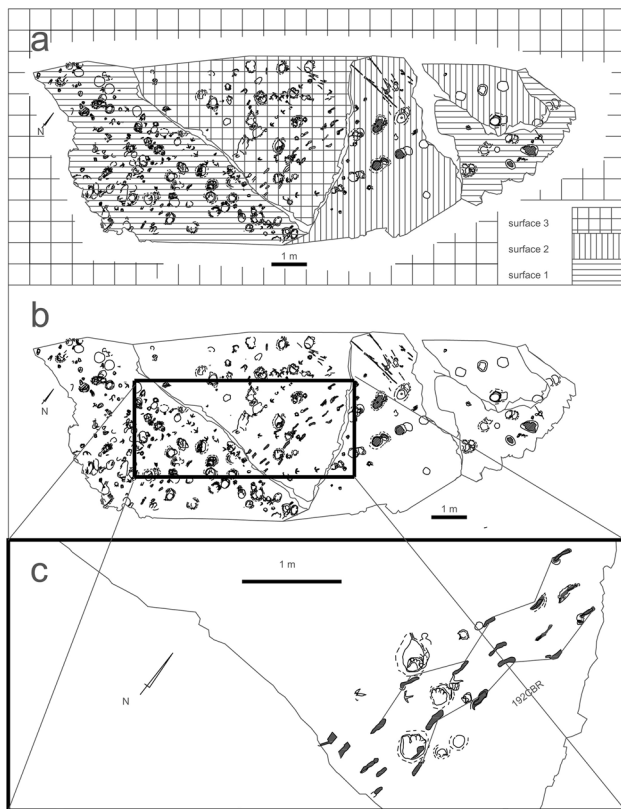 a
N
surface 3
surface 2
surface 1
1 m
b
N
1 m
c
1 m
N
192GBR